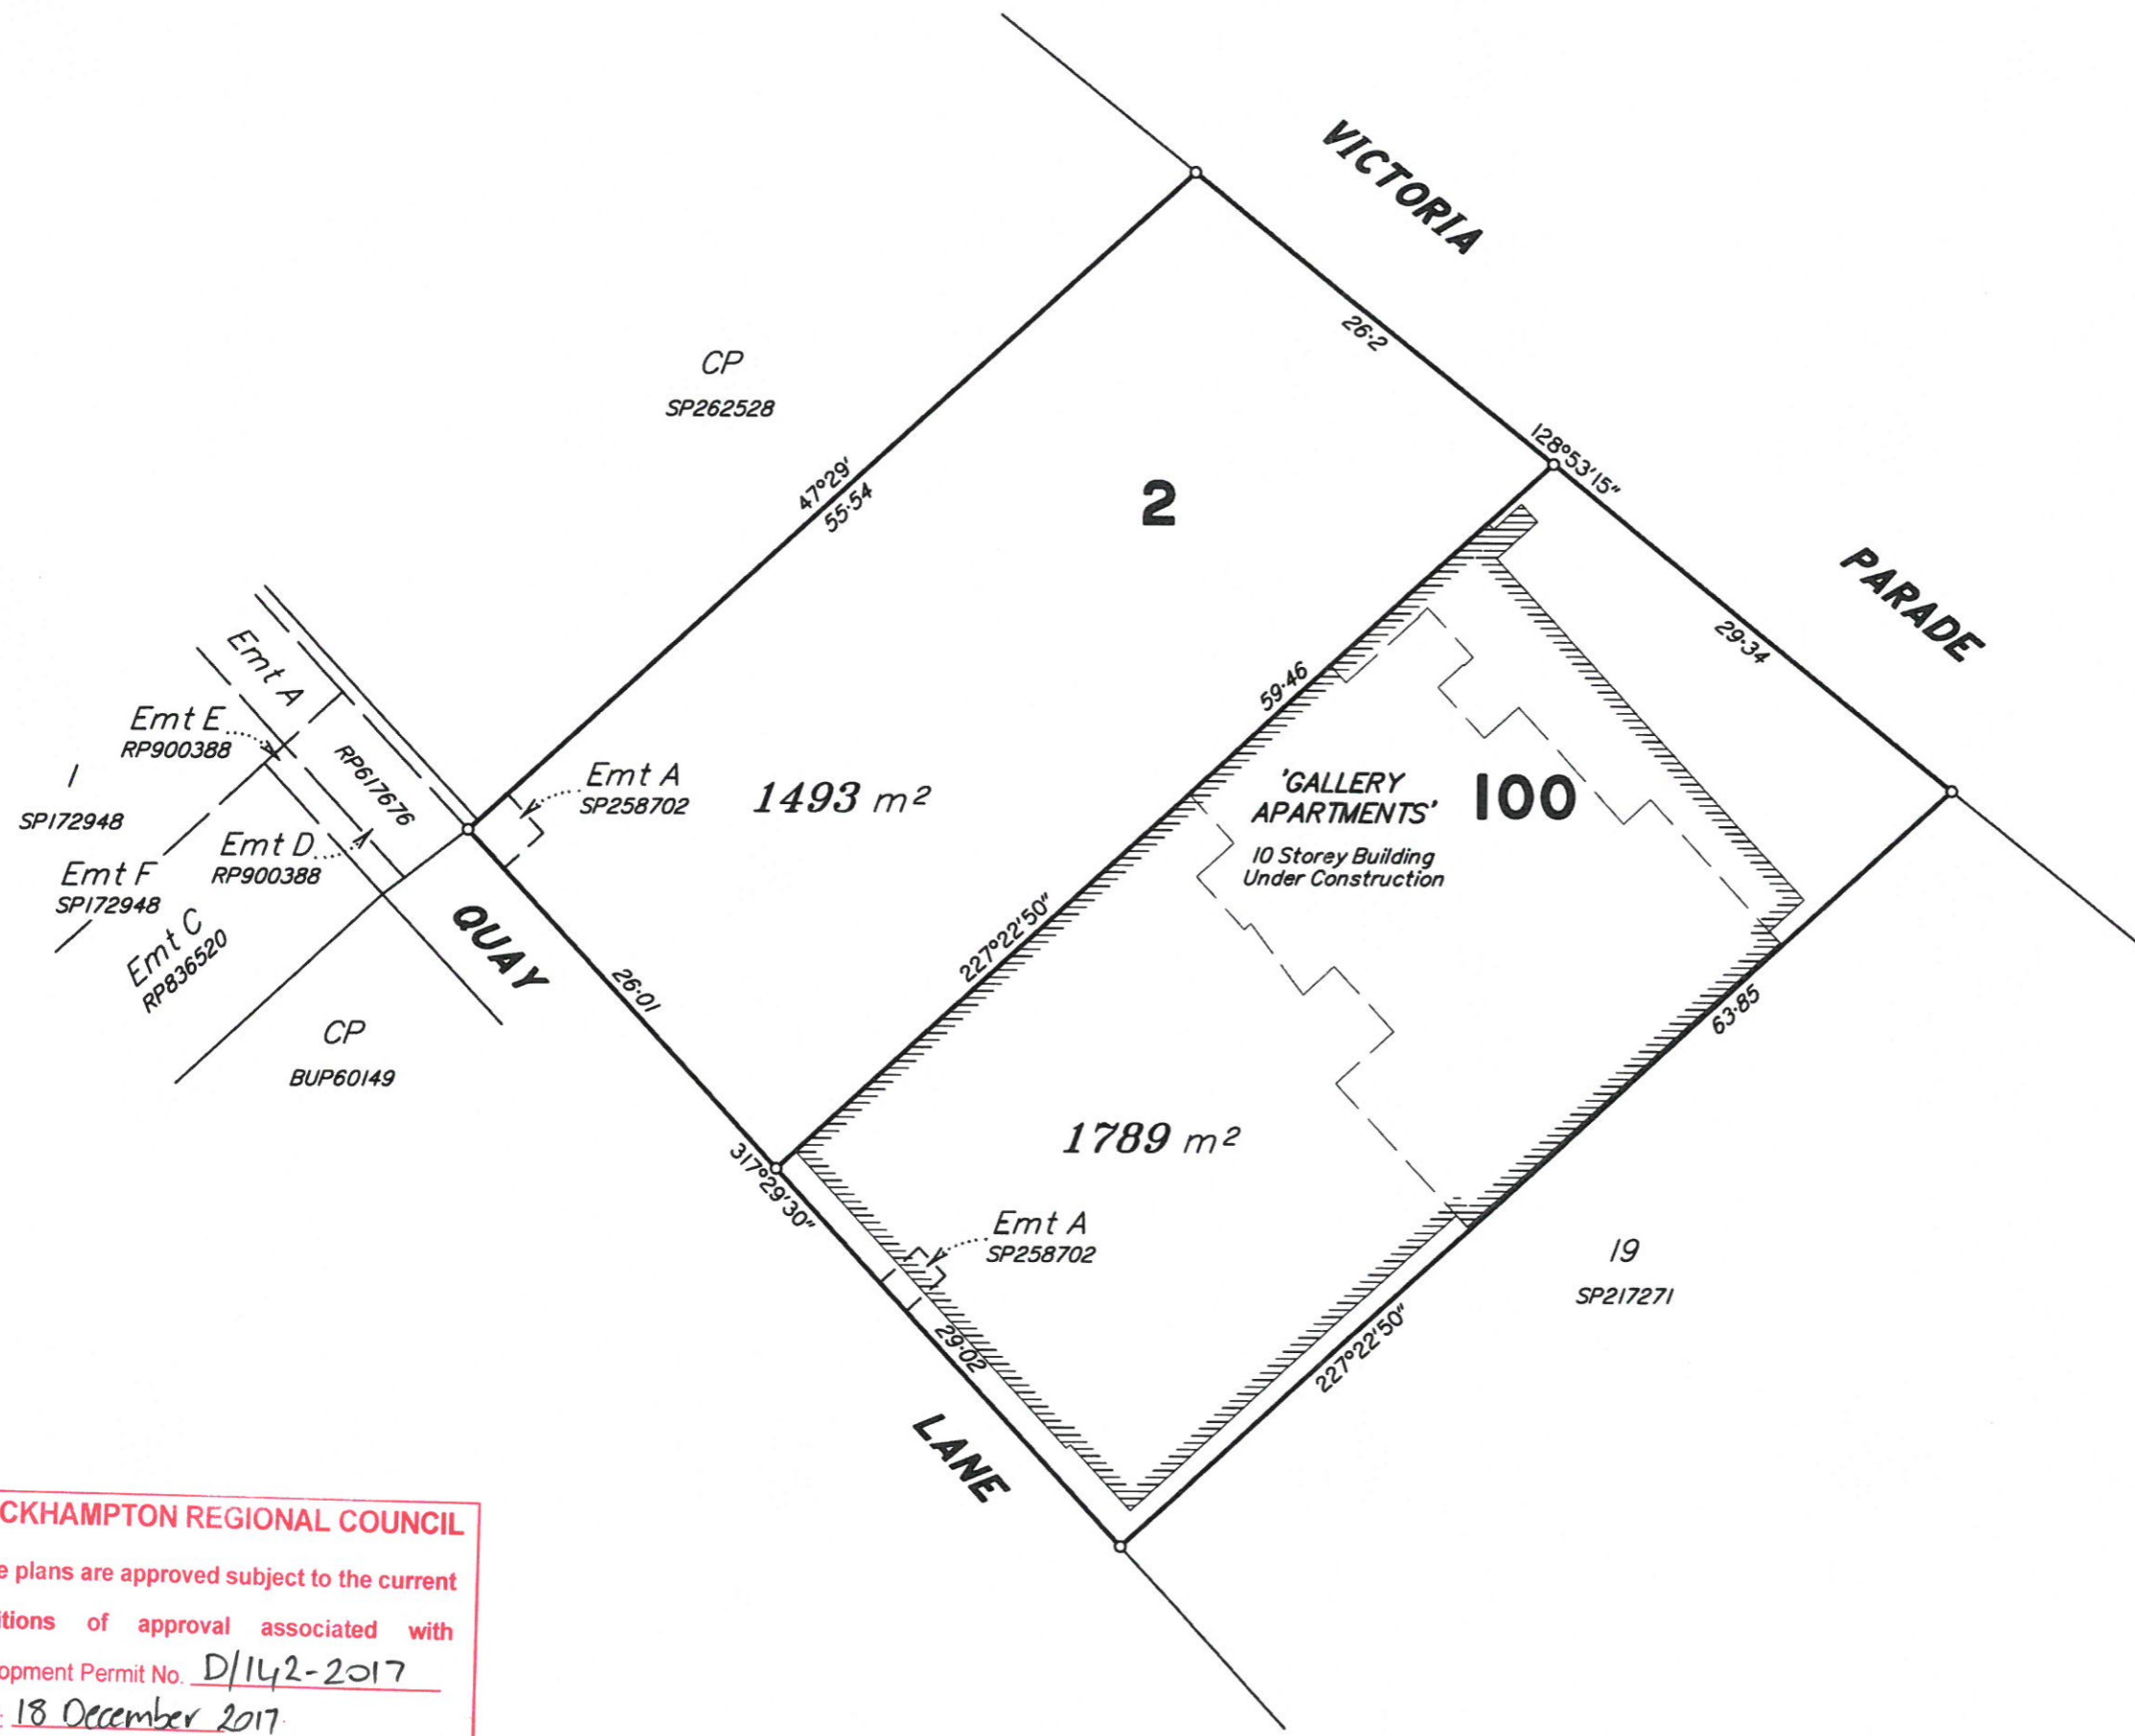 VICTORIA
26·2
CP
SP262528
128°53'15"
47°29'
55·54
2
PARADE
29·34
Emt A
59·46
Emt E
RP900388
RP617676
1
SP172948
Emt A
SP258702
1493 m²
'GALLERY
APARTMENTS'
100
10 Storey Building
Under Construction
Emt D
RP900388
Emt F
SP172948
Emt C
RP836520
QUAY
227°22'50"
26·01
63·85
CP
BUP60149
1789 m²
317°29'30"
Emt A
SP258702
19
SP217271
29·02
227°22'50"
LANE
CKHAMPTON REGIONAL COUNCIL
e plans are approved subject to the current
itions of approval associated with
opment Permit No. D/142-2017
: 18 December 2017